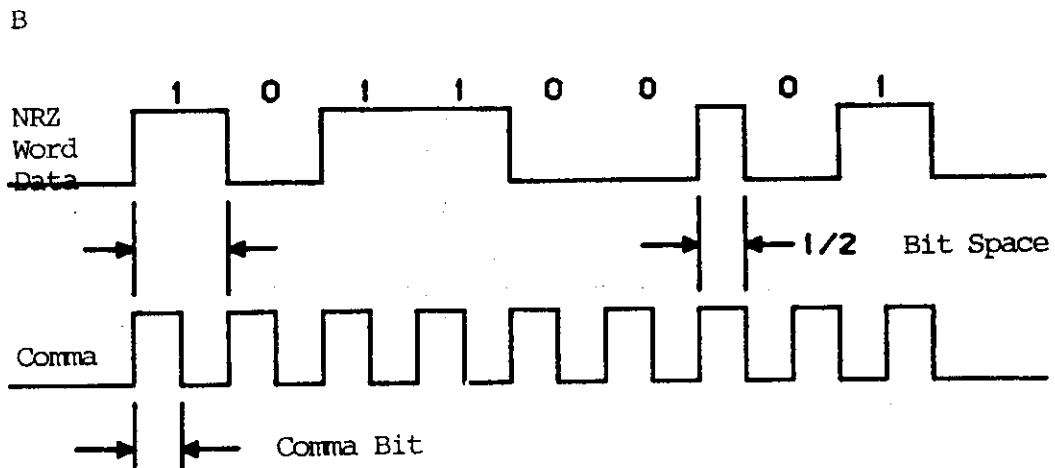 B
1 0 1 1 0 0 0 1
NRZ
Word
Data
1/2 Bit Space
Comma
Comma Bit